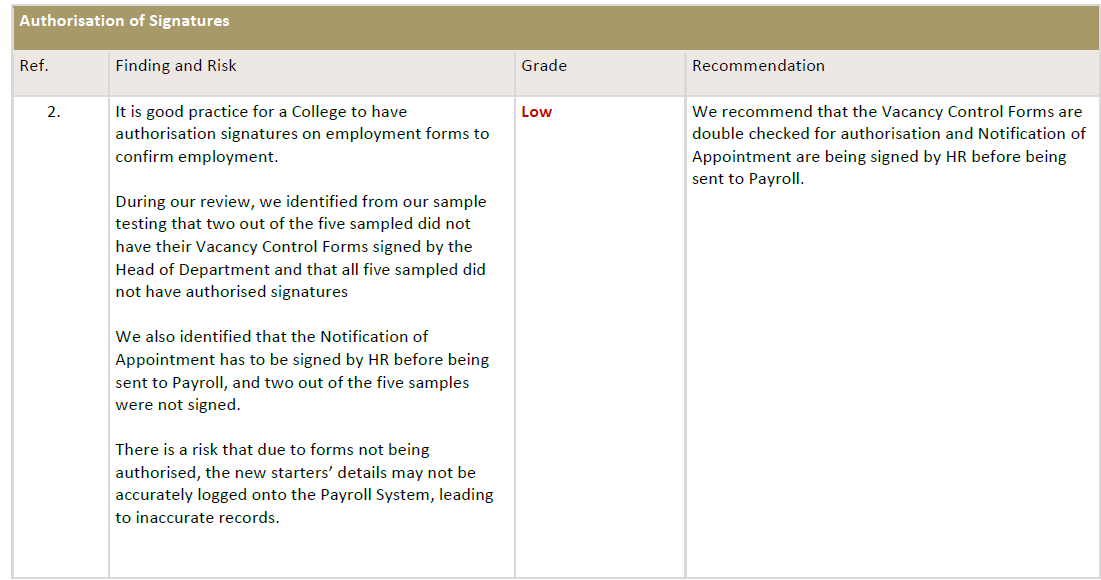 Authorisation of Signatures
Ref.
Finding and Risk
Grade
Recommendation
2.
It is good practice for a College to have
authorisation signatures on employment forms to
confirm employment.
During our review, we identified from our sample
testing that two out of the five sampled did not
have their Vacancy Control Forms signed by the
Head of Department and that all five sampled did
not have authorised signatures
We also identified that the Notification of
Appointment has to be signed by HR before being
sent to Payroll, and two out of the five samples
were not signed.
There is a risk that due to forms not being
authorised, the new starters’ details may not be
accurately logged onto the Payroll System, leading
to inaccurate records.
Low
We recommend that the Vacancy Control Forms are
double checked for authorisation and Notification of
Appointment are being signed by HR before being
sent to Payroll.